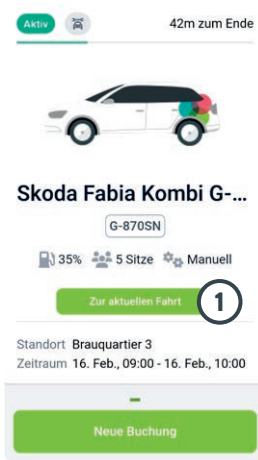 Aktiv 42m zum Ende
Skoda Fabia Kombi G-...
G-870SN
35% 5 Sitze Manuell
Zur aktuellen Fahrt 1
Standort Brauquartier 3
Zeitraum 16. Feb., 09:00 - 16. Feb., 10:00
Neue Buchung